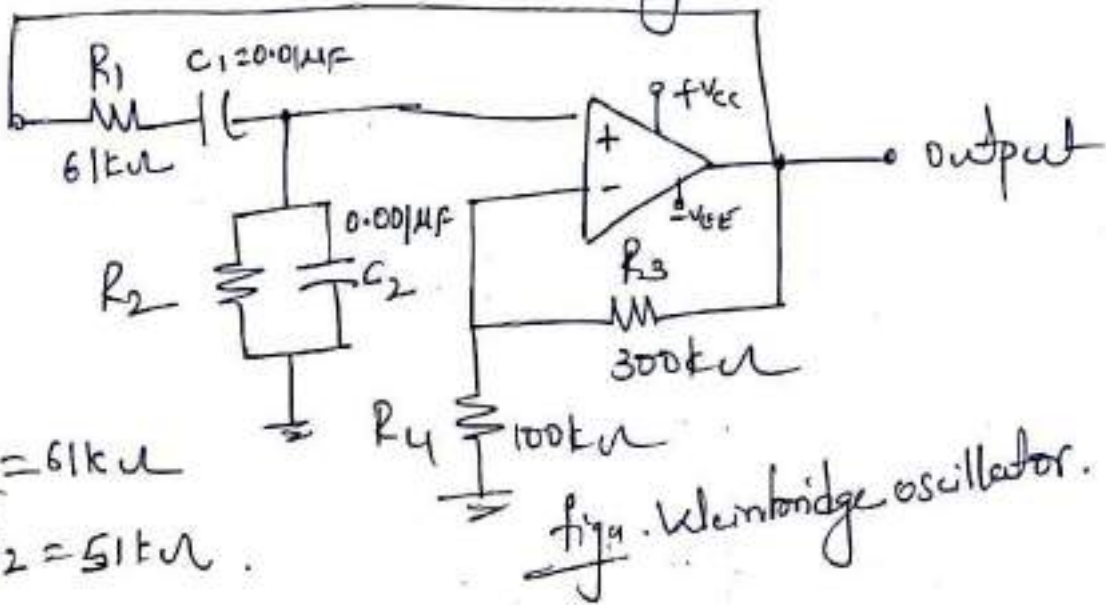 R1 C1=0.01μF
61kΩ
+VCC
+
-
-VEE
Output
0.001μF
R2
C2
R3
300kΩ
R4 100kΩ
=61kΩ
2 = 51kΩ.
fig. Weinbridge oscillator.